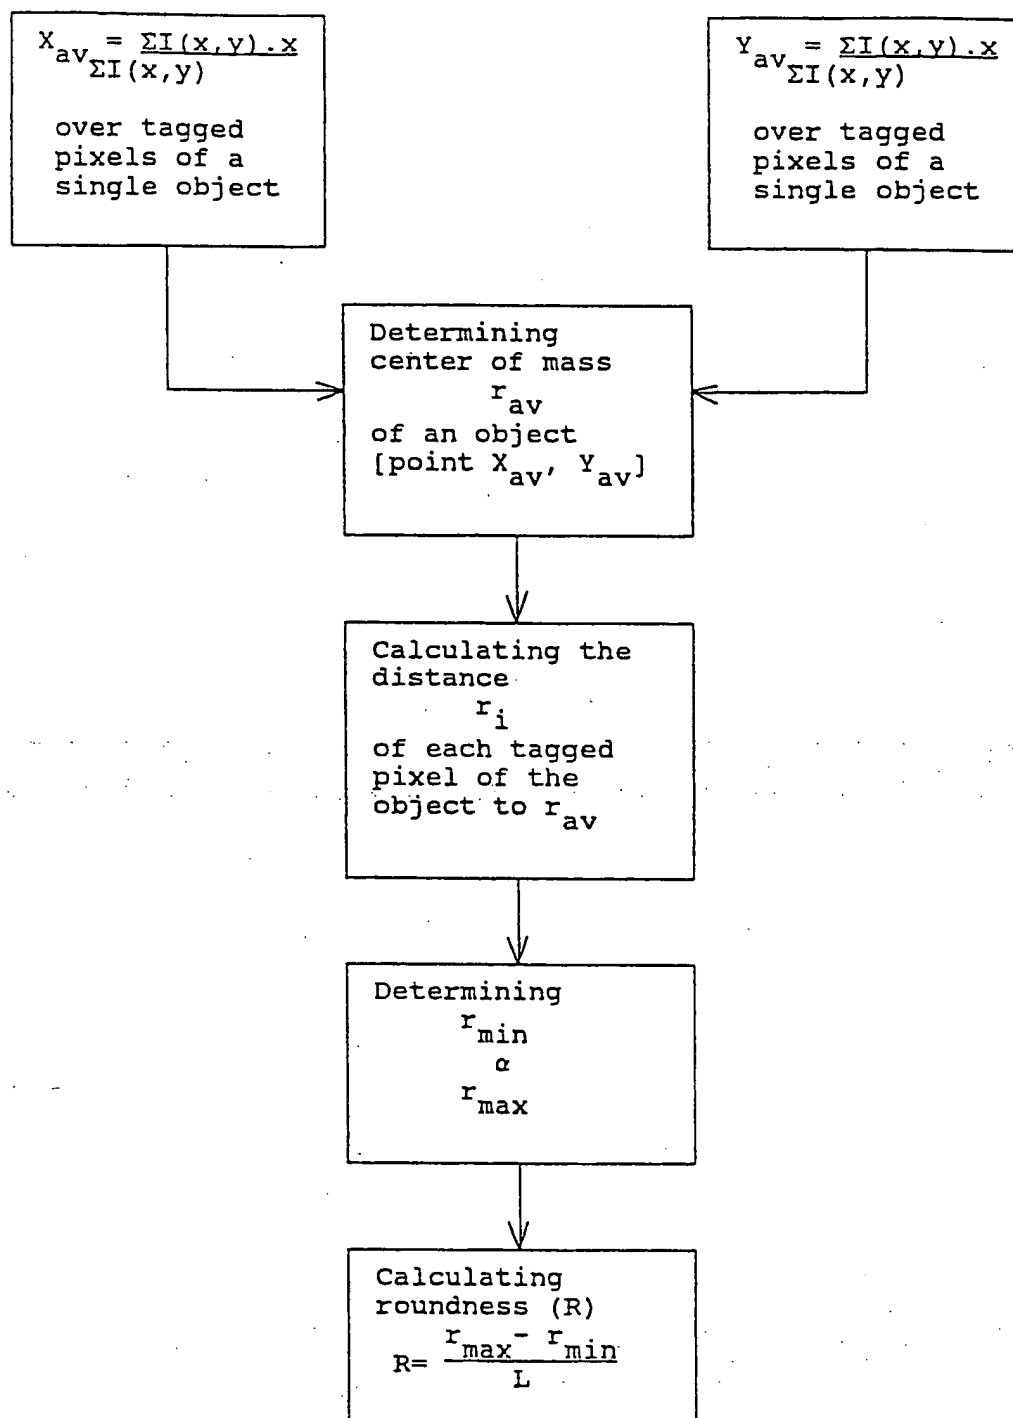 X_av = ΣI(x,y).x
ΣI(x,y)
over tagged
pixels of a
single object
Y_av = ΣI(x,y).x
ΣI(x,y)
over tagged
pixels of a
single object
Determining
center of mass
r_av
of an object
[point X_av, Y_av]
Calculating the
distance
r_i
of each tagged
pixel of the
object to r_av
Determining
r_min
α
r_max
Calculating
roundness (R)
R= r_max - r_min
L